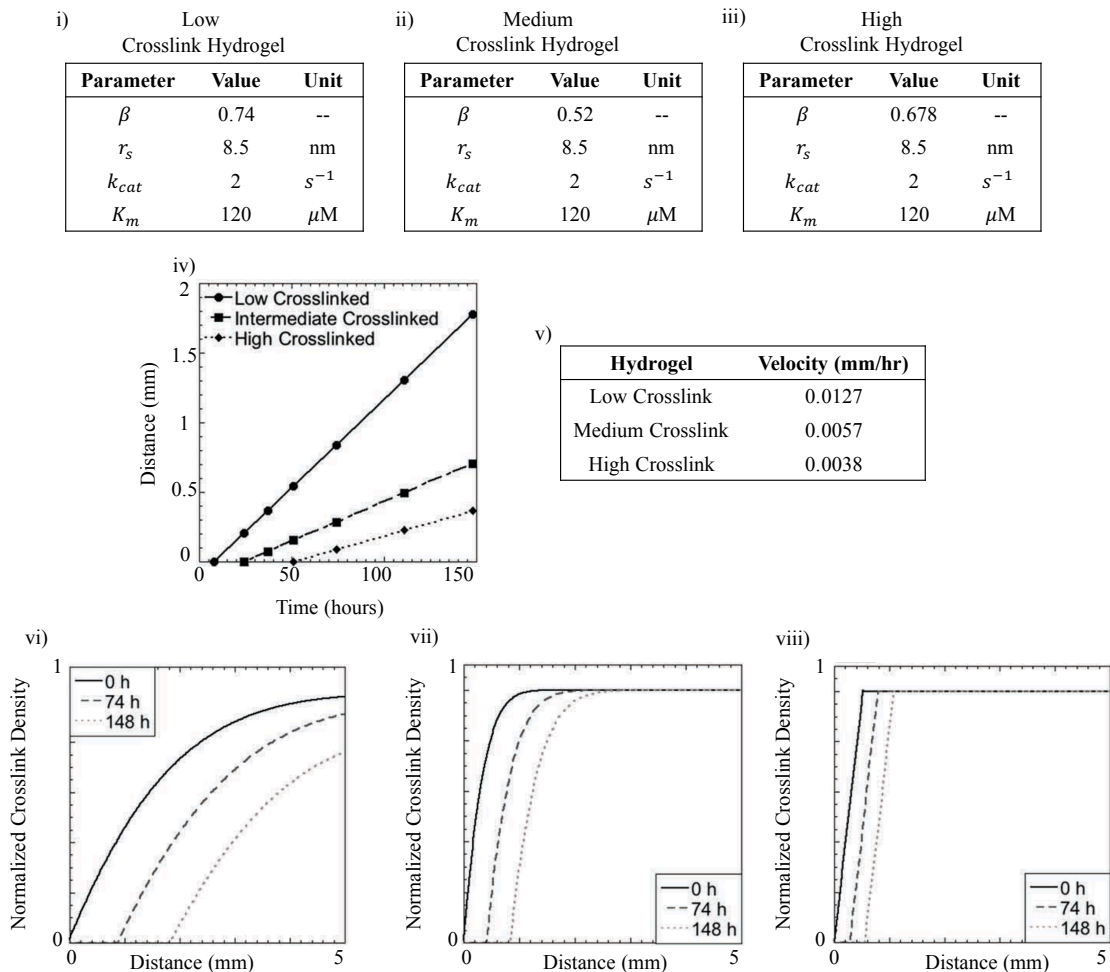 i)
Low
Crosslink Hydrogel
Parameter Value Unit
β 0.74 --
r_s 8.5 nm
k_cat 2 s^−1
K_m 120 μM
ii)
Medium
Crosslink Hydrogel
Parameter Value Unit
β 0.52 --
r_s 8.5 nm
k_cat 2 s^−1
K_m 120 μM
iii)
High
Crosslink Hydrogel
Parameter Value Unit
β 0.678 --
r_s 8.5 nm
k_cat 2 s^−1
K_m 120 μM
iv)
2
1.5
1
0.5
0
Distance (mm)
Low Crosslinked
Intermediate Crosslinked
High Crosslinked
0 50 100 150
Time (hours)
v)
Hydrogel Velocity (mm/hr)
Low Crosslink 0.0127
Medium Crosslink 0.0057
High Crosslink 0.0038
vi)
1
0
Normalized Crosslink Density
0 h
74 h
148 h
0 5
Distance (mm)
vii)
1
0
Normalized Crosslink Density
0 h
74 h
148 h
0 5
Distance (mm)
viii)
1
0
Normalized Crosslink Density
0 h
74 h
148 h
0 5
Distance (mm)